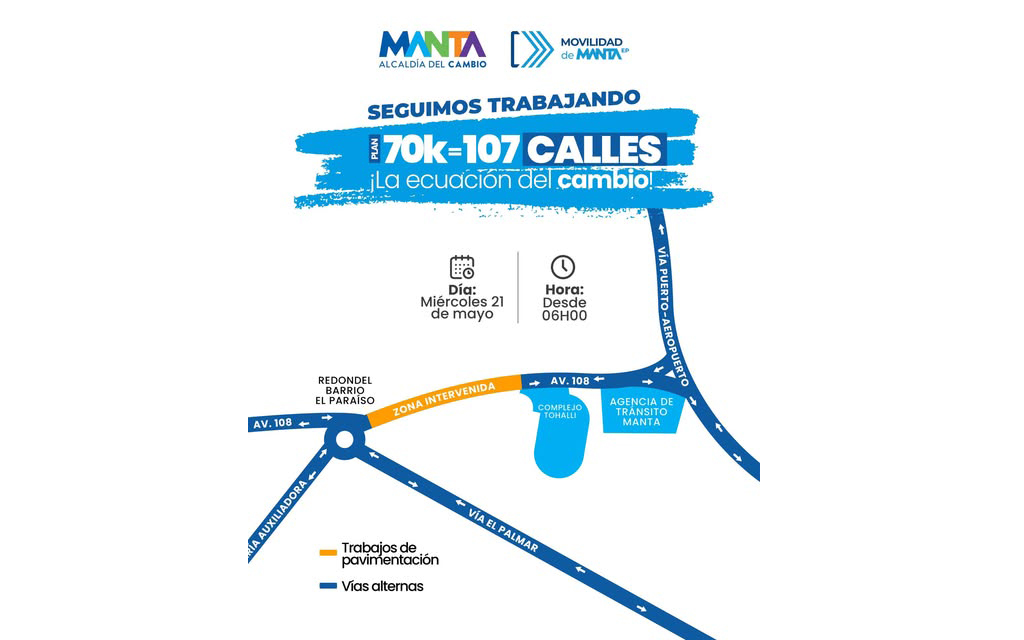 MANTA
ALCALDÍA DEL CAMBIO
MOVILIDAD
de MANTA EP
SEGUIMOS TRABAJANDO
PLAN 70k=107 CALLES
¡La ecuación del cambio!
Día:
Miércoles 21
de mayo
Hora:
Desde
06H00
VÍA PUERTO-AEROPUERTO
REDONDEL
BARRIO
EL PARAÍSO
ZONA INTERVENIDA
AV. 108
COMPLEJO
TOHALLI
AGENCIA DE
TRÁNSITO
MANTA
AV. 108
RÍA AUXILIADORA
VÍA EL PALMAR
Trabajos de
pavimentación
Vías alternas